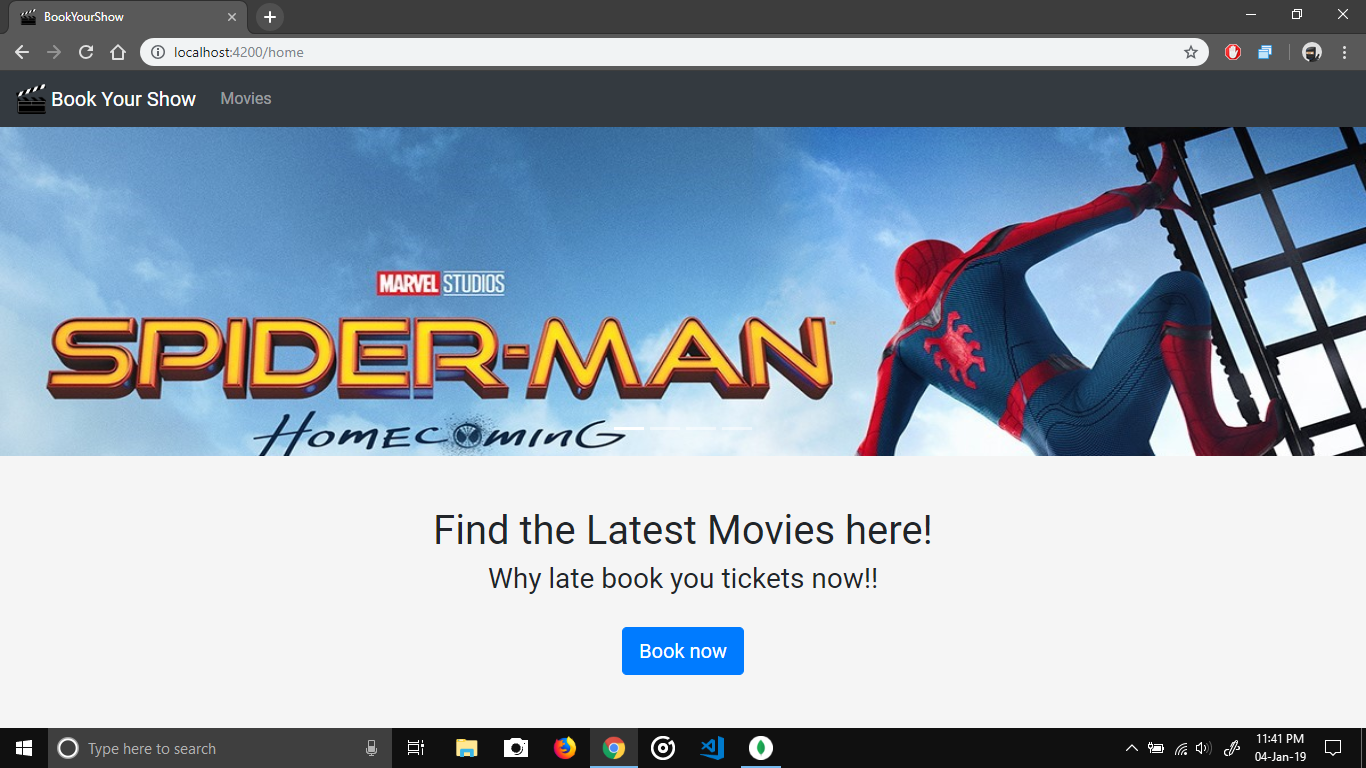 BookYourShow
localhost:4200/home
Book Your Show Movies
MARVEL STUDIOS
SPIDER-MAN
HOMECOMING
Find the Latest Movies here!
Why late book you tickets now!!
Book now
Type here to search
11:41 PM
04-Jan-19